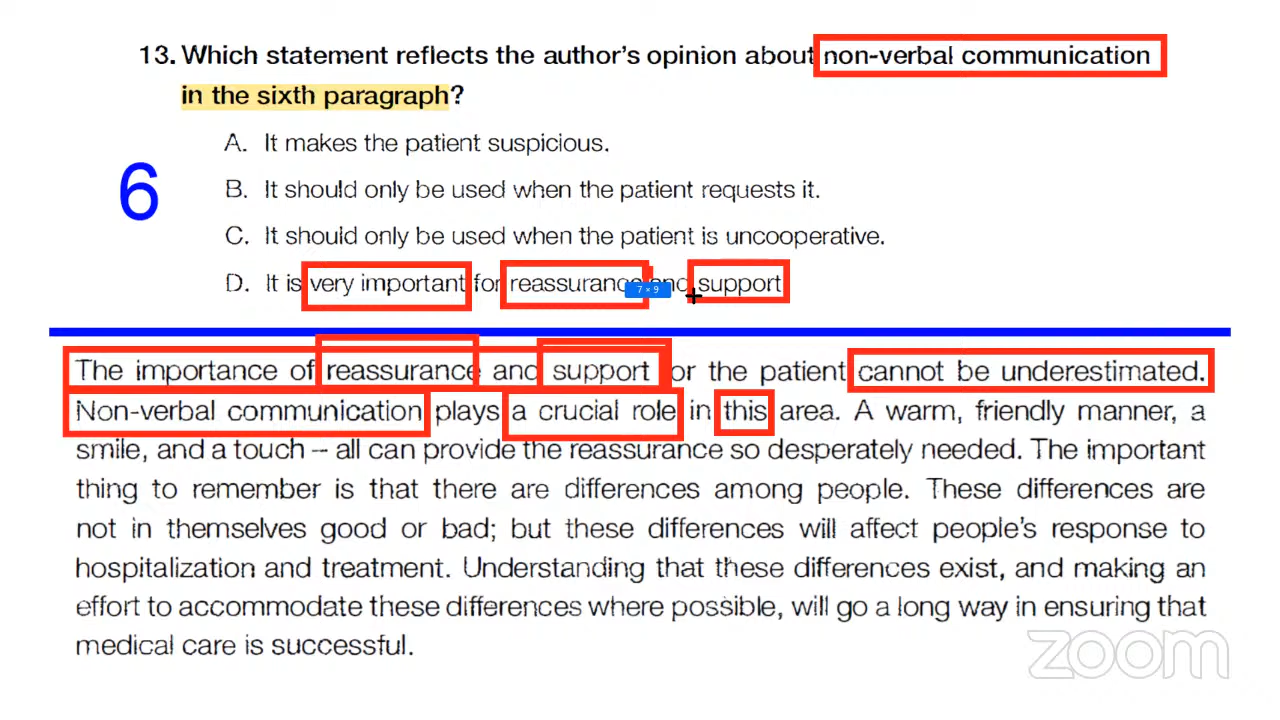 13. Which statement reflects the author's opinion about non-verbal communication
in the sixth paragraph?
A. It makes the patient suspicious.
6
B. It should only be used when the patient requests it.
C. It should only be used when the patient is uncooperative.
D. It is very important for reassurance and support
7 × 9
The importance of reassurance and support for the patient cannot be underestimated.
Non-verbal communication plays a crucial role in this area. A warm, friendly manner, a
smile, and a touch – all can provide the reassurance so desperately needed. The important
thing to remember is that there are differences among people. These differences are
not in themselves good or bad; but these differences will affect people's response to
hospitalization and treatment. Understanding that these differences exist, and making an
effort to accommodate these differences where possible, will go a long way in ensuring that
medical care is successful.
zoom